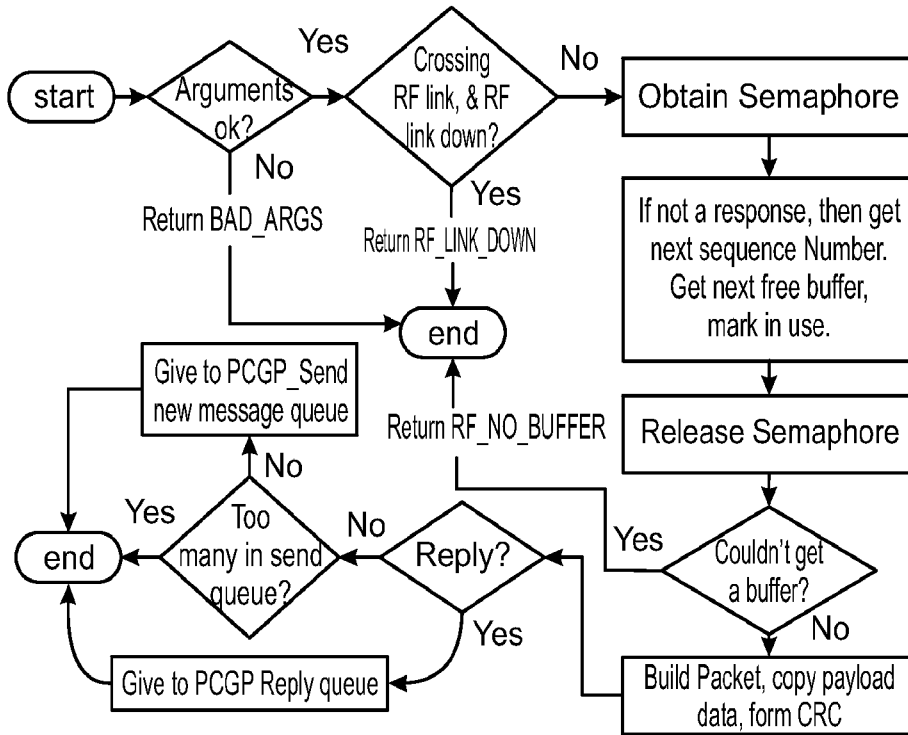 start
Arguments
ok?
Yes
No
Return BAD_ARGS
Crossing
RF link, & RF
link down?
No
Yes
Return RF_LINK_DOWN
end
Obtain Semaphore
If not a response, then get
next sequence Number.
Get next free buffer,
mark in use.
Release Semaphore
Couldn't get
a buffer?
Yes
Return RF_NO_BUFFER
No
Build Packet, copy payload
data, form CRC
Reply?
No
Yes
Too
many in send
queue?
No
Yes
Give to PCGP_Send
new message queue
end
Give to PCGP Reply queue